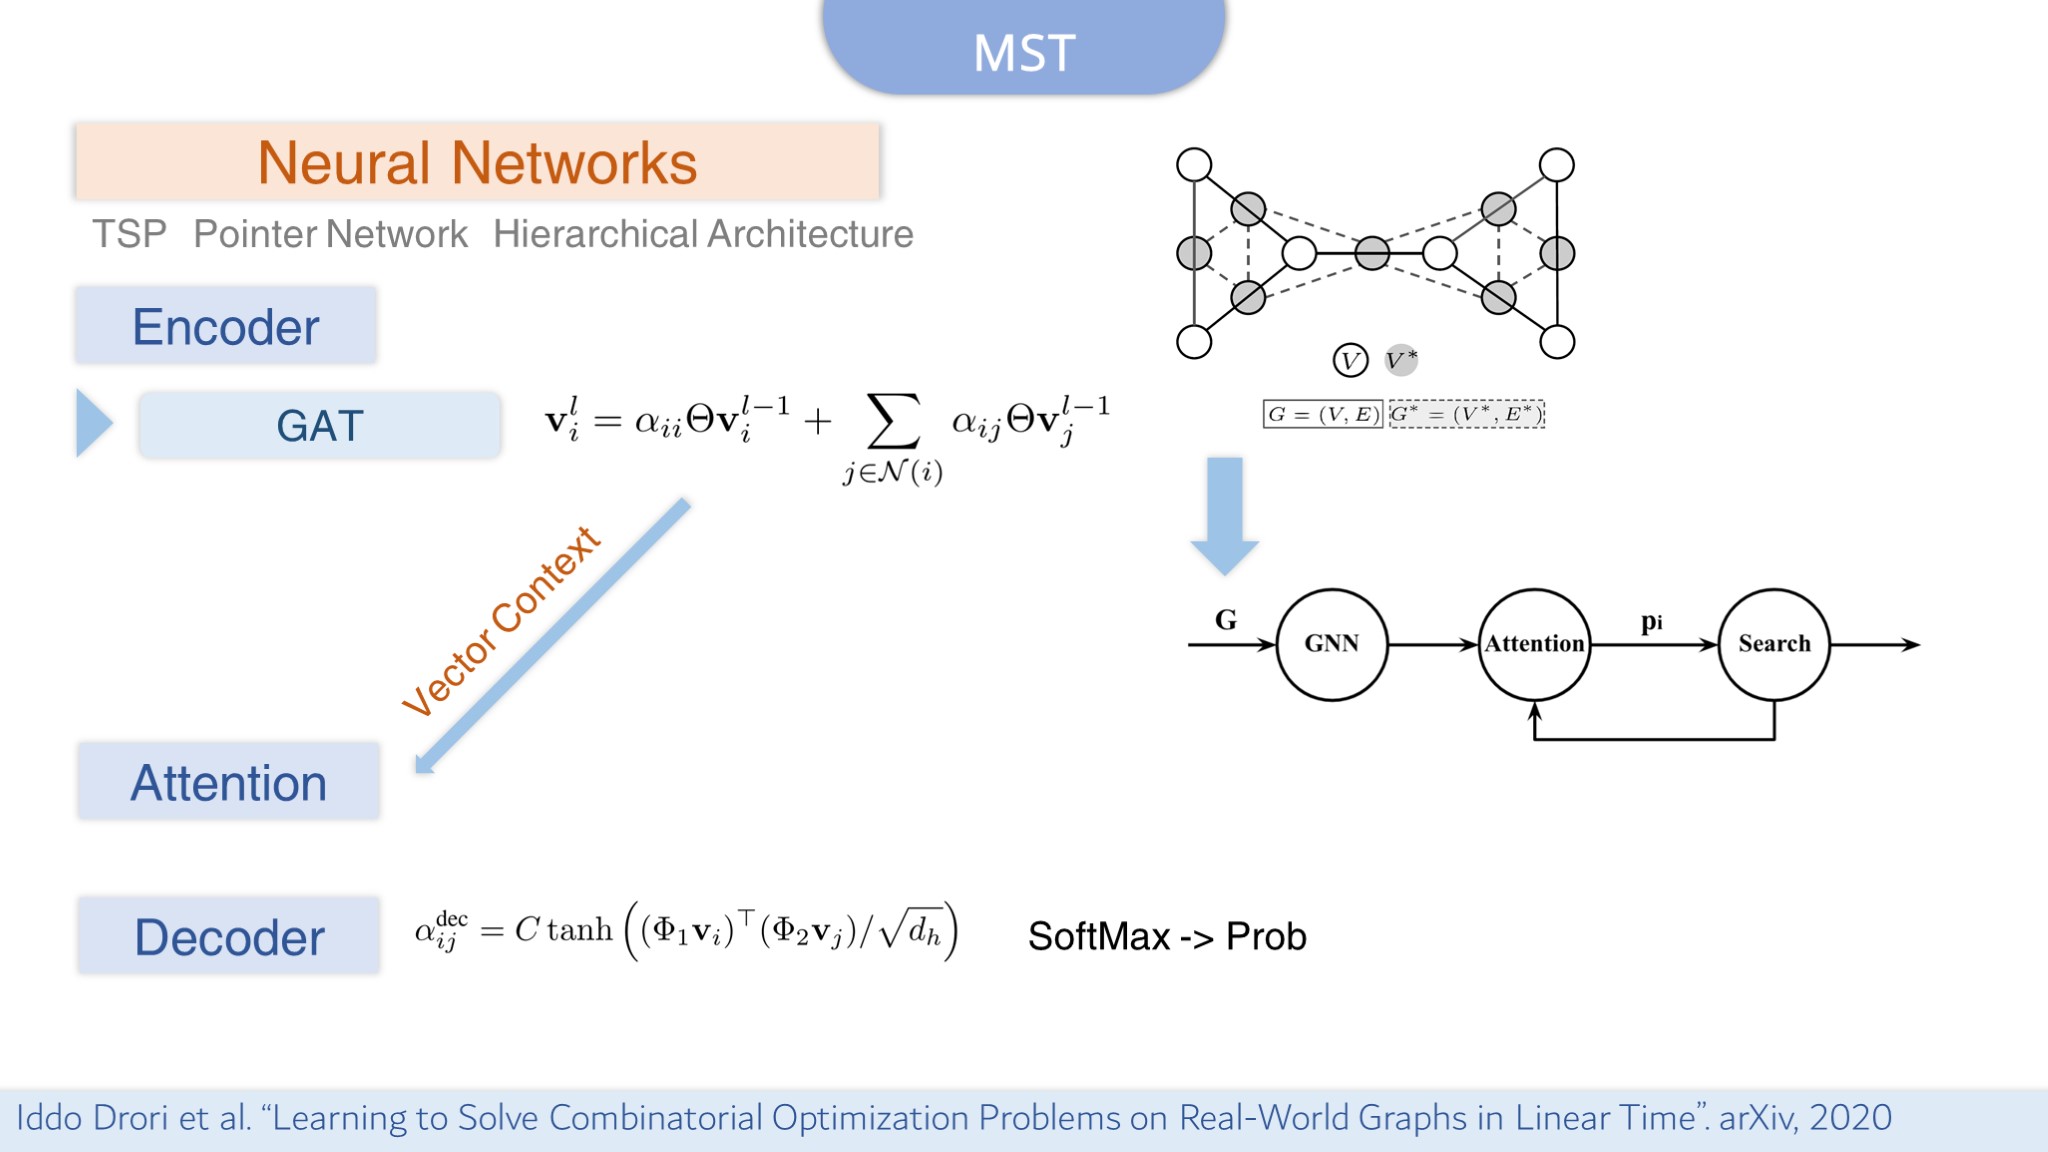 MST
Neural Networks
TSP Pointer Network Hierarchical Architecture
Encoder
GAT
$\mathbf{v}_i^l = \alpha_{ii}\Theta\mathbf{v}_i^{l-1} + \sum_{j\in\mathcal{N}(i)} \alpha_{ij}\Theta\mathbf{v}_j^{l-1}$
V V*
G = (V, E) G* = (V*, E*)
Vector Context
G
GNN
Attention
pi
Search
Attention
Decoder
$\alpha_{ij}^{\text{dec}} = C \tanh\left((\Phi_1\mathbf{v}_i)^\top(\Phi_2\mathbf{v}_j)/\sqrt{d_h}\right)$
SoftMax -> Prob
Iddo Drori et al. “Learning to Solve Combinatorial Optimization Problems on Real-World Graphs in Linear Time”. arXiv, 2020